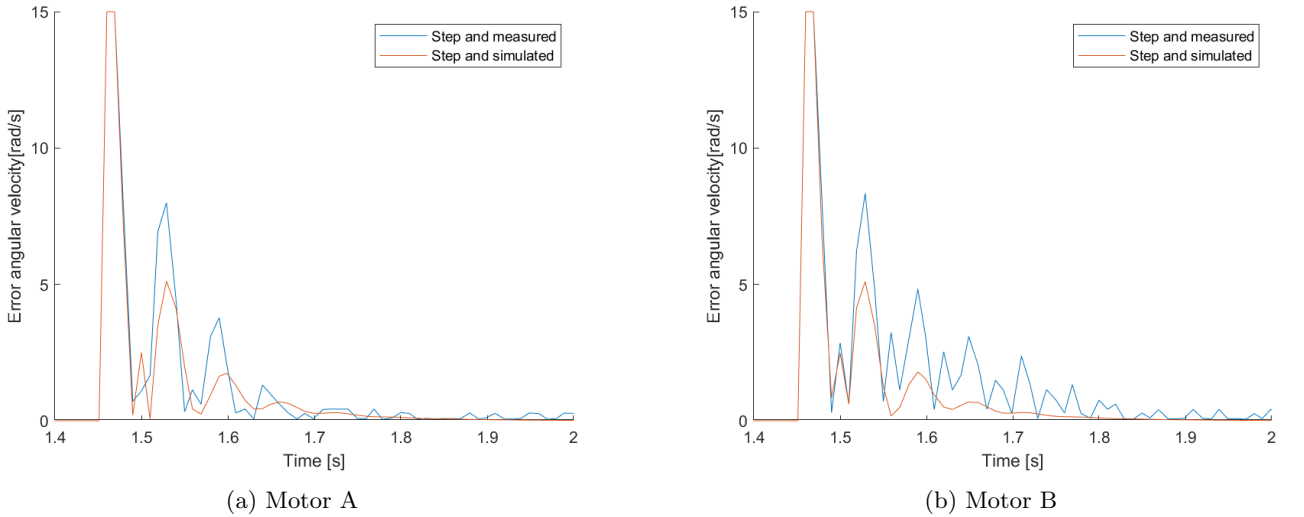 15
10
5
0
Error angular velocity[rad/s]
1.4 1.5 1.6 1.7 1.8 1.9 2
Time [s]
Step and measured
Step and simulated
(a) Motor A
15
10
5
0
Error angular velocity[rad/s]
1.4 1.5 1.6 1.7 1.8 1.9 2
Time [s]
Step and measured
Step and simulated
(b) Motor B